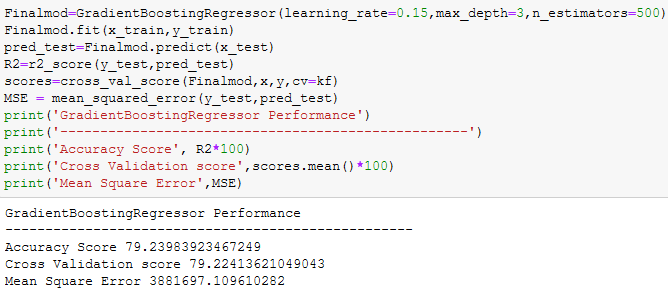 Finalmod=GradientBoostingRegressor(learning_rate=0.15,max_depth=3,n_estimators=500)
Finalmod.fit(x_train,y_train)
pred_test=Finalmod.predict(x_test)
R2=r2_score(y_test,pred_test)
scores=cross_val_score(Finalmod,x,y,cv=kf)
MSE = mean_squared_error(y_test,pred_test)
print('GradientBoostingRegressor Performance')
print('---------------------------------------------------')
print('Accuracy Score', R2*100)
print('Cross Validation score',scores.mean()*100)
print('Mean Square Error',MSE)
GradientBoostingRegressor Performance
---------------------------------------------------
Accuracy Score 79.23983923467249
Cross Validation score 79.22413621049043
Mean Square Error 3881697.109610282